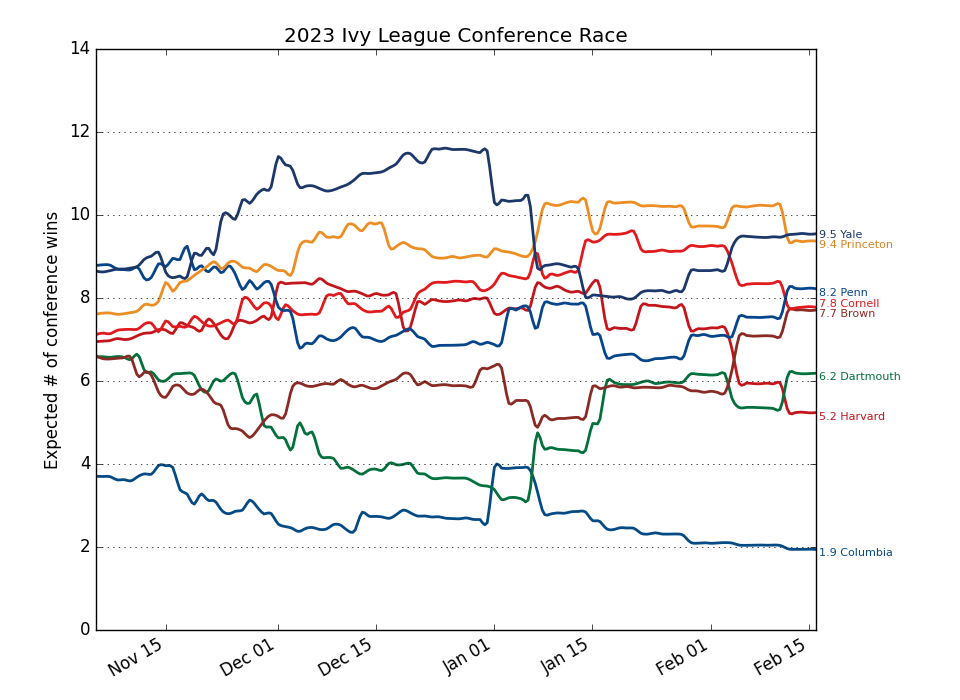 2023 Ivy League Conference Race
Expected # of conference wins
14
12
10
8
6
4
2
0
9.5 Yale
9.4 Princeton
8.2 Penn
7.8 Cornell
7.7 Brown
6.2 Dartmouth
5.2 Harvard
1.9 Columbia
Nov 15
Dec 01
Dec 15
Jan 01
Jan 15
Feb 01
Feb 15